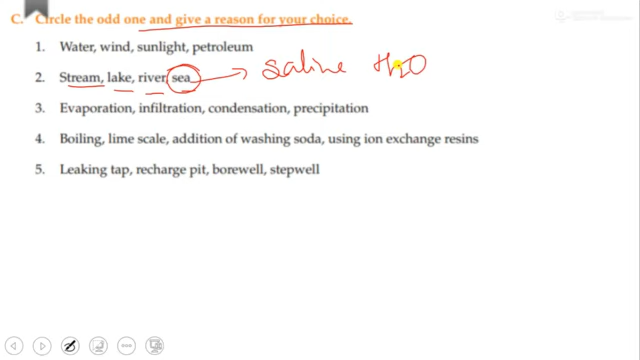 C. Circle the odd one and give a reason for your choice.
1. Water, wind, sunlight, petroleum
2. Stream, lake, river, sea → saline H2O
3. Evaporation, infiltration, condensation, precipitation
4. Boiling, lime scale, addition of washing soda, using ion exchange resins
5. Leaking tap, recharge pit, borewell, stepwell